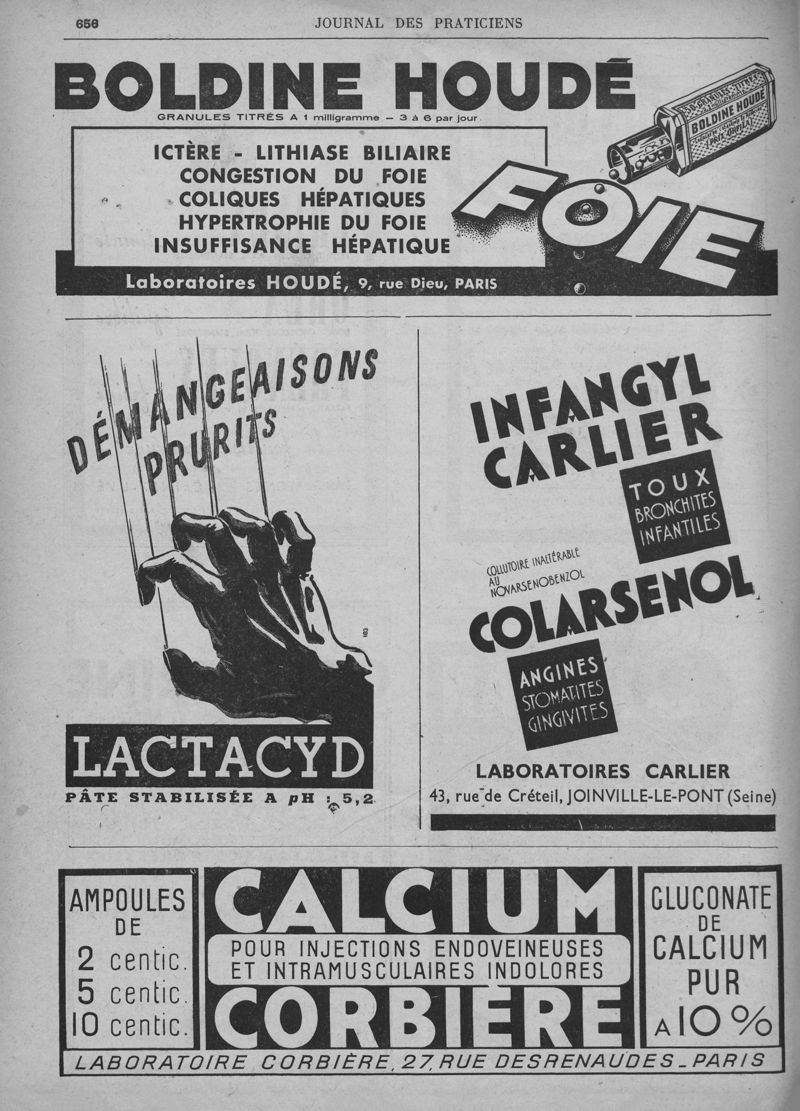 656
JOURNAL DES PRATICIENS
BOLDINE HOUDÉ
GRANULES TITRÉS A 1 milligramme – 3 à 6 par jour
BOLDINE HOUDÉ
ICTÈRE - LITHIASE BILIAIRE
CONGESTION DU FOIE
COLIQUES HÉPATIQUES
HYPERTROPHIE DU FOIE
INSUFFISANCE HÉPATIQUE
FOIE
Laboratoires HOUDÉ, 9, rue Dieu, PARIS
DÉMANGEAISONS
PRURITS
LACTACYD
PÂTE STABILISÉE A pH : 5,2
INFANGYL
CARLIER
TOUX
BRONCHITES
INFANTILES
COLLUTOIRE INALTÉRABLE
AU
NOVARSENOBENZOL
COLARSENOL
ANGINES
STOMATITES
GINGIVITES
LABORATOIRES CARLIER
43, rue de Créteil, JOINVILLE-LE-PONT (Seine)
AMPOULES
DE
2 centic.
5 centic.
10 centic.
CALCIUM
POUR INJECTIONS ENDOVEINEUSES
ET INTRAMUSCULAIRES INDOLORES
CORBIÈRE
GLUCONATE
DE
CALCIUM
PUR
A 10 %
LABORATOIRE CORBIÈRE, 27, RUE DESRENAUDES - PARIS